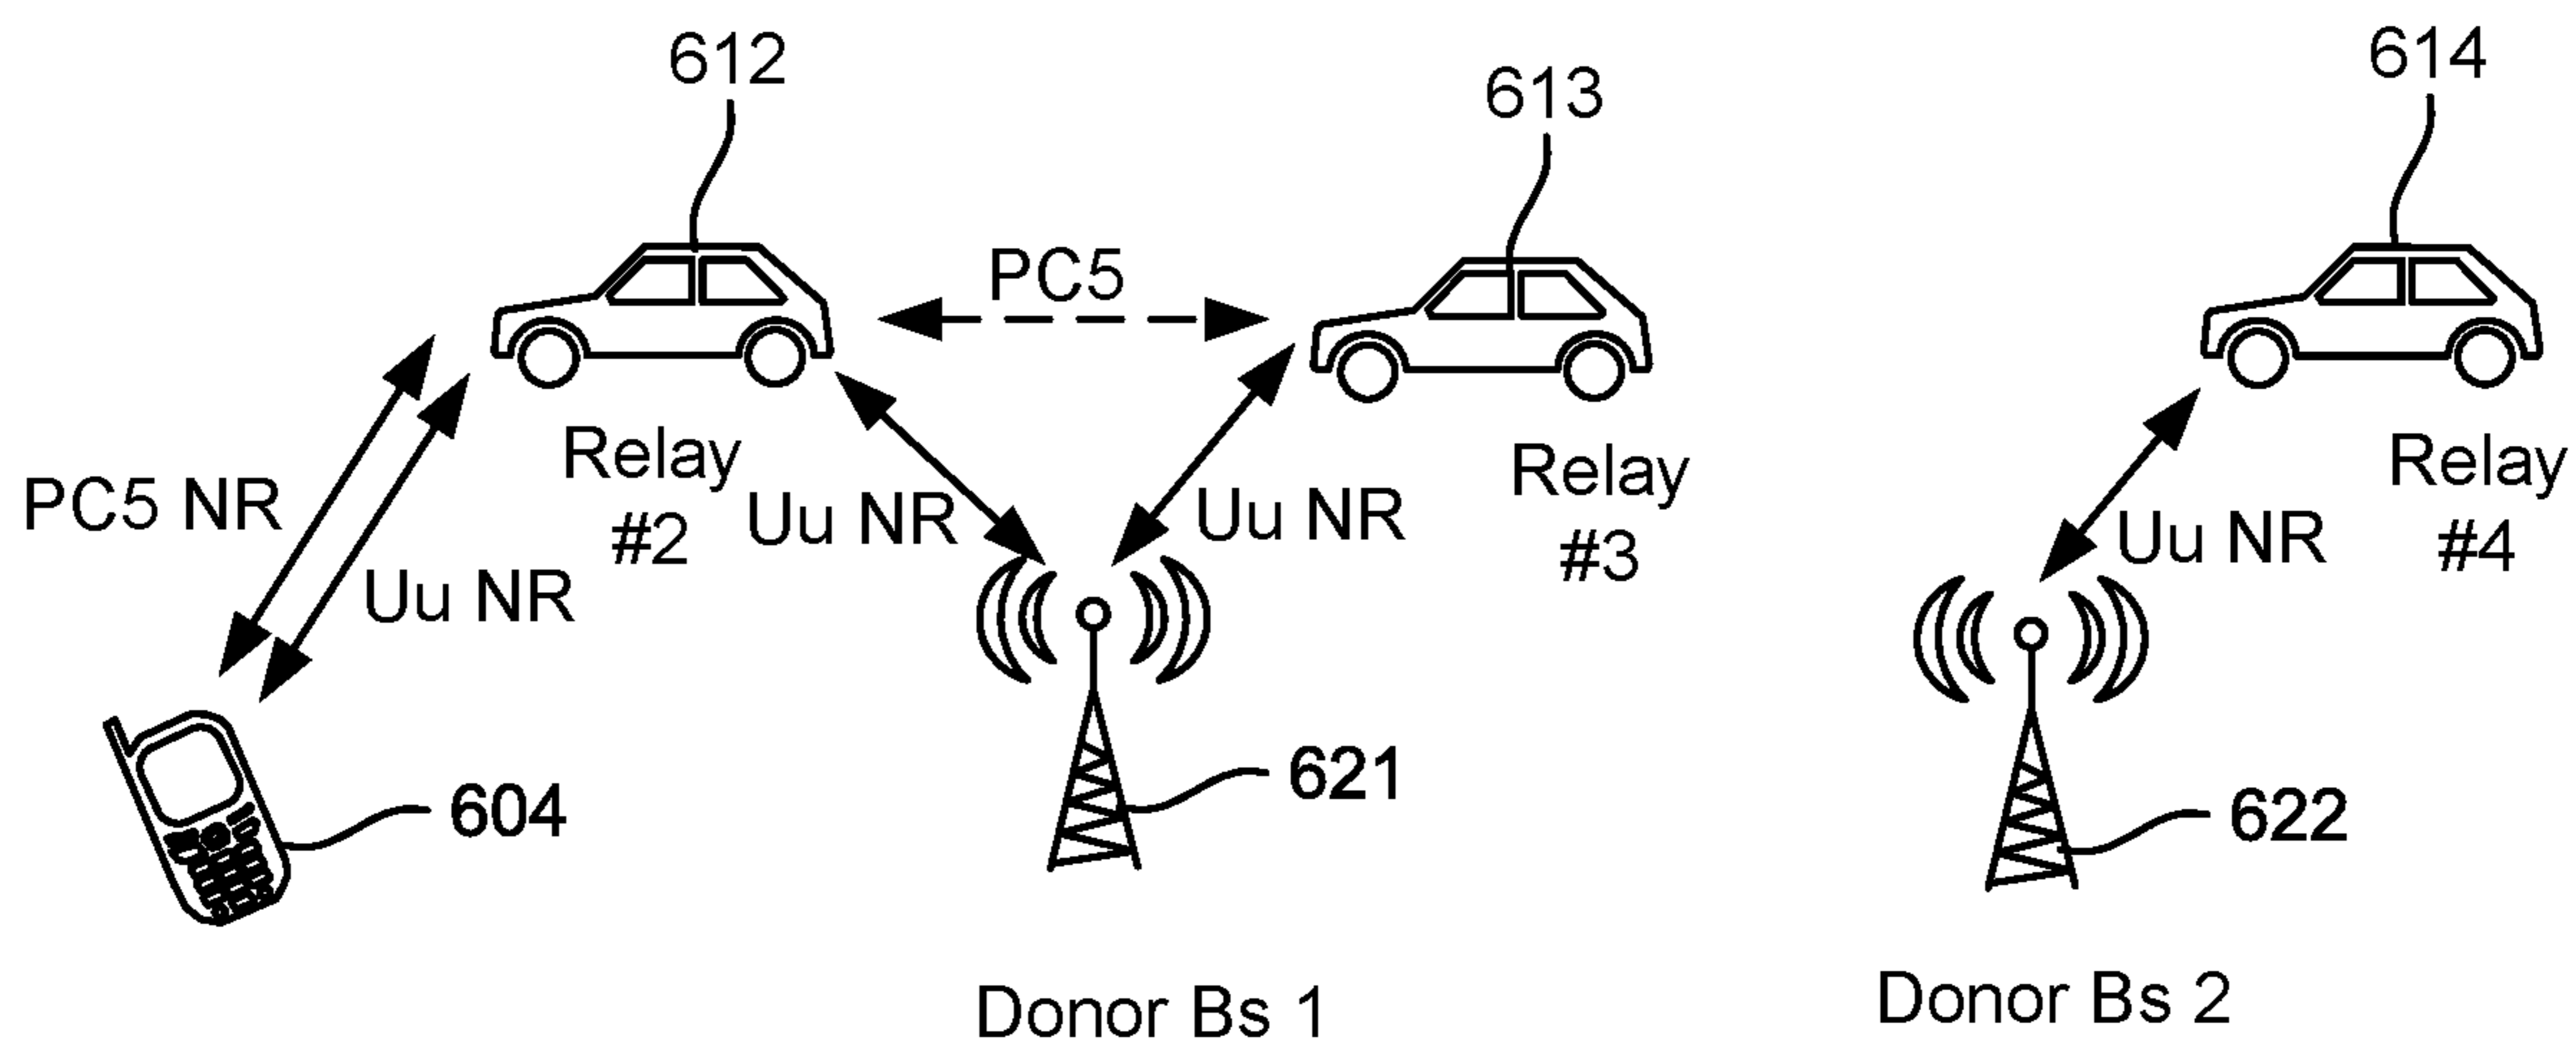 612
613
614
PC5
Relay
#2
Relay
#3
Relay
#4
PC5 NR
Uu NR
Uu NR
Uu NR
Uu NR
604
621
622
Donor Bs 1
Donor Bs 2